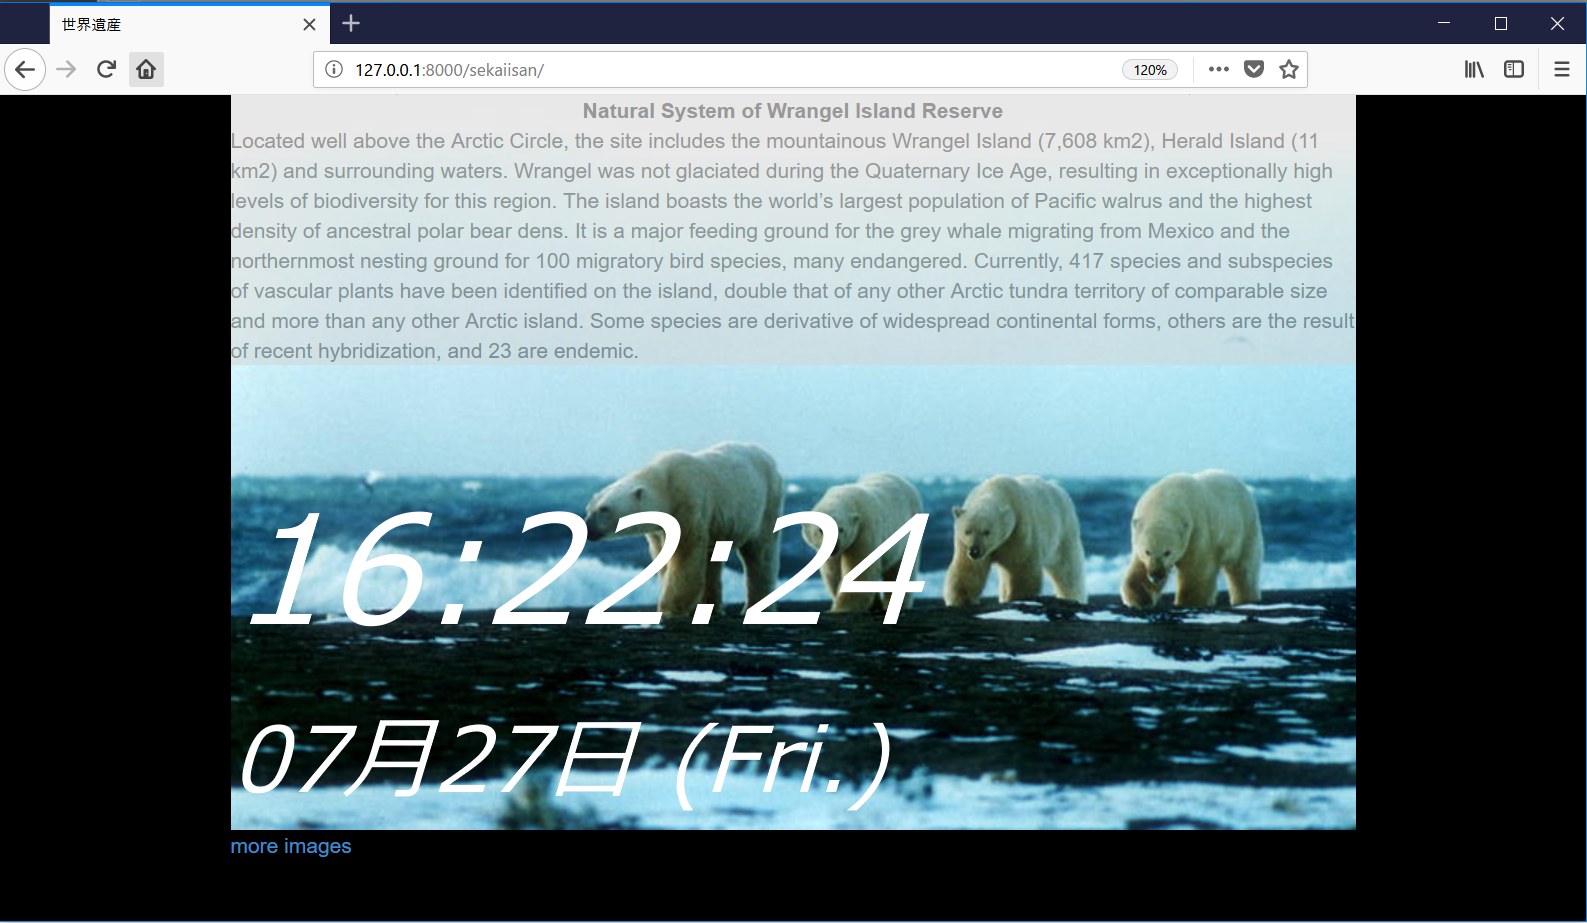 世界遺産
127.0.0.1:8000/sekaiisan/
120%
Natural System of Wrangel Island Reserve
Located well above the Arctic Circle, the site includes the mountainous Wrangel Island (7,608 km2), Herald Island (11
km2) and surrounding waters. Wrangel was not glaciated during the Quaternary Ice Age, resulting in exceptionally high
levels of biodiversity for this region. The island boasts the world’s largest population of Pacific walrus and the highest
density of ancestral polar bear dens. It is a major feeding ground for the grey whale migrating from Mexico and the
northernmost nesting ground for 100 migratory bird species, many endangered. Currently, 417 species and subspecies
of vascular plants have been identified on the island, double that of any other Arctic tundra territory of comparable size
and more than any other Arctic island. Some species are derivative of widespread continental forms, others are the result
of recent hybridization, and 23 are endemic.
16:22:24
07月27日 (Fri.)
more images